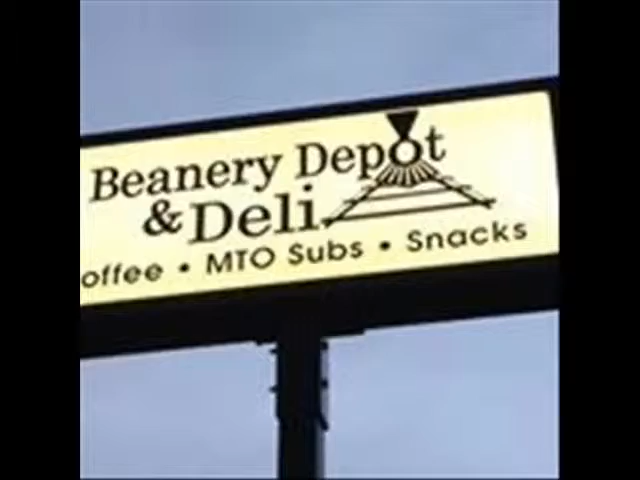 Beanery Depot
& Deli
offee • MTO Subs • Snacks